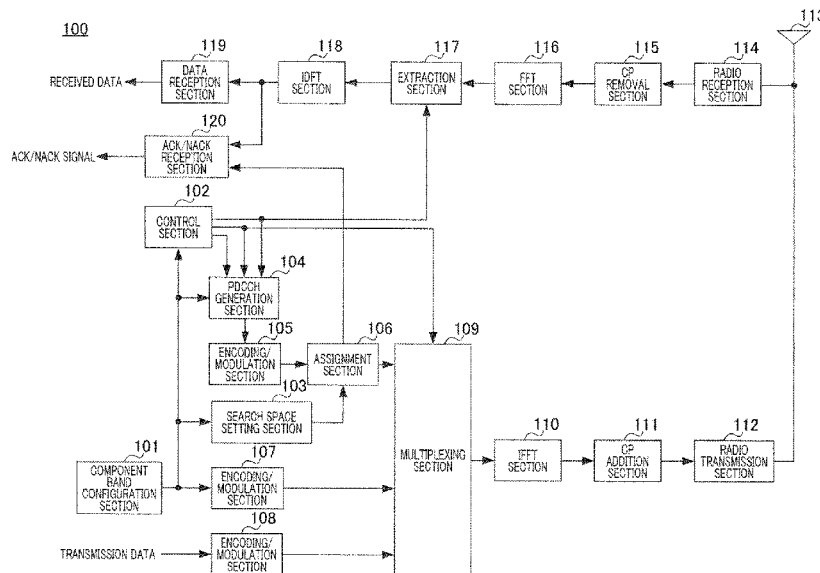 100
113
119
118
117
116
115
114
RECEIVED DATA
DATA
RECEPTION
SECTION
IDFT
SECTION
EXTRACTION
SECTION
FFT
SECTION
CP
REMOVAL
SECTION
RADIO
RECEPTION
SECTION
120
ACK/NACK SIGNAL
ACK/NACK
RECEPTION
SECTION
102
CONTROL
SECTION
104
PDCCH
GENERATION
SECTION
105
106
109
ENCODING/
MODULATION
SECTION
ASSIGNMENT
SECTION
103
SEARCH SPACE
SETTING SECTION
101
COMPONENT
BAND
CONFIGURATION
SECTION
107
ENCODING/
MODULATION
SECTION
MULTIPLEXING
SECTION
110
111
112
IFFT
SECTION
CP
ADDITION
SECTION
RADIO
TRANSMISSION
SECTION
108
TRANSMISSION DATA
ENCODING/
MODULATION
SECTION